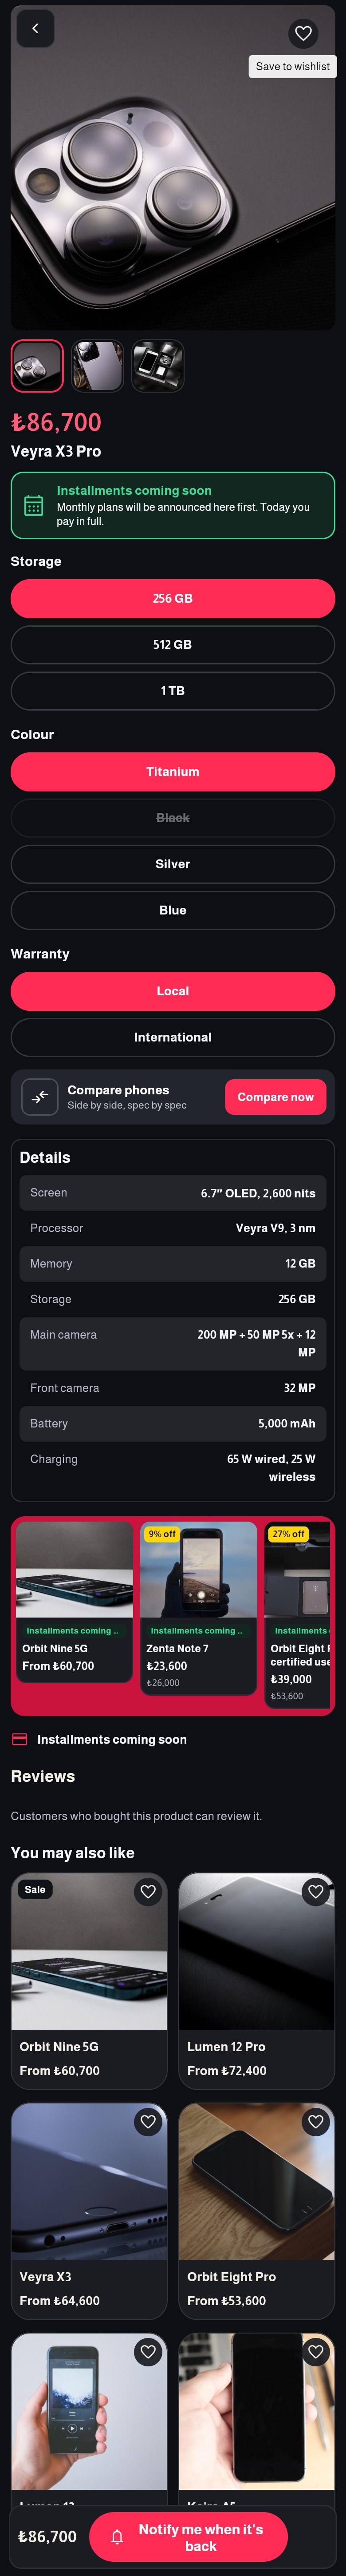 Save to wishlist
₺86,700
Veyra X3 Pro
Installments coming soon
Monthly plans will be announced here first. Today you
pay in full.
Storage
256 GB
512 GB
1 TB
Colour
Titanium
Black
Silver
Blue
Warranty
Local
International
Compare phones
Side by side, spec by spec
Compare now
Details
Screen
6.7″ OLED, 2,600 nits
Processor
Veyra V9, 3 nm
Memory
12 GB
Storage
256 GB
Main camera
200 MP + 50 MP 5x + 12
MP
Front camera
32 MP
Battery
5,000 mAh
Charging
65 W wired, 25 W
wireless
Installments coming …
Orbit Nine 5G
From ₺60,700
9% off
Installments coming …
Zenta Note 7
₺23,600
₺26,000
27% off
Installments
Orbit Eight
certified use
₺39,000
₺53,600
Installments coming soon
Reviews
Customers who bought this product can review it.
You may also like
Sale
Orbit Nine 5G
From ₺60,700
Lumen 12 Pro
From ₺72,400
Veyra X3
From ₺64,600
Orbit Eight Pro
From ₺53,600
₺86,700
Notify me when it's
back